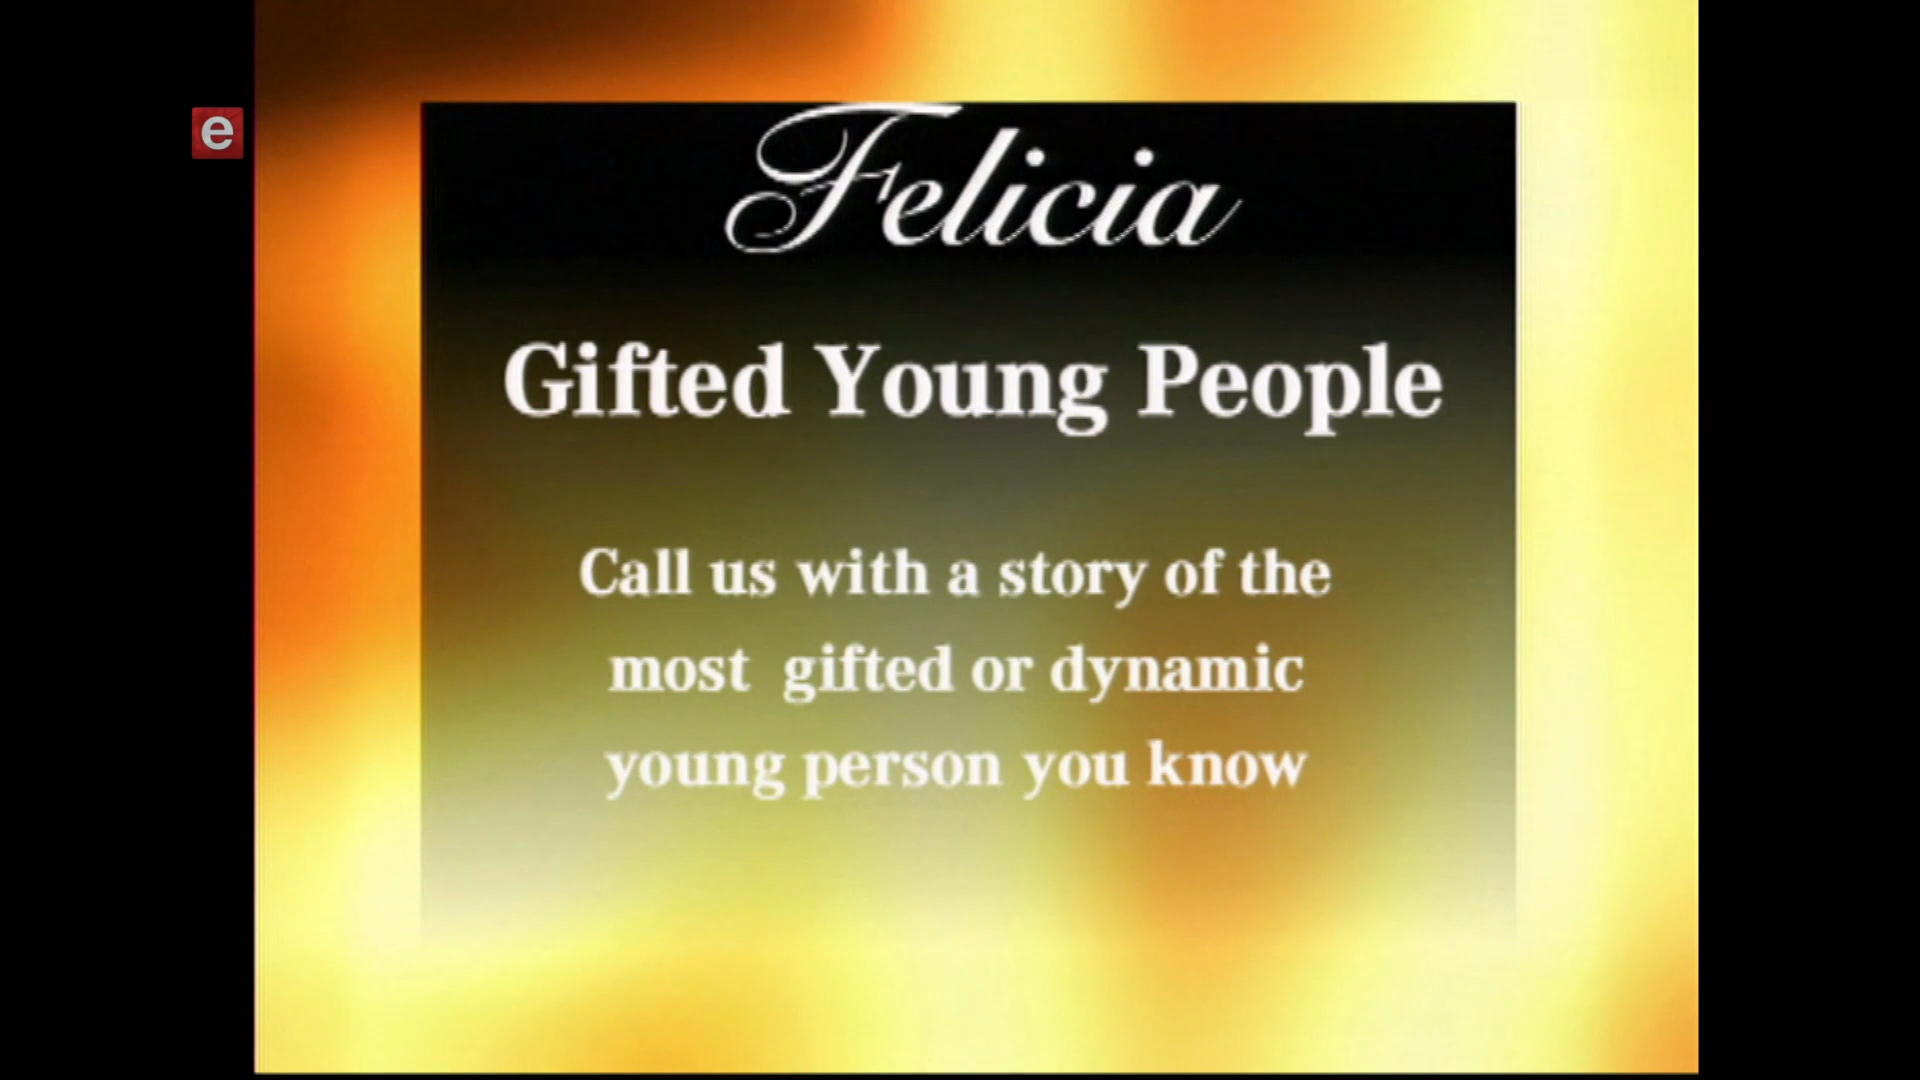 e
Felicia
Gifted Young People
Call us with a story of the
most gifted or dynamic
young person you know